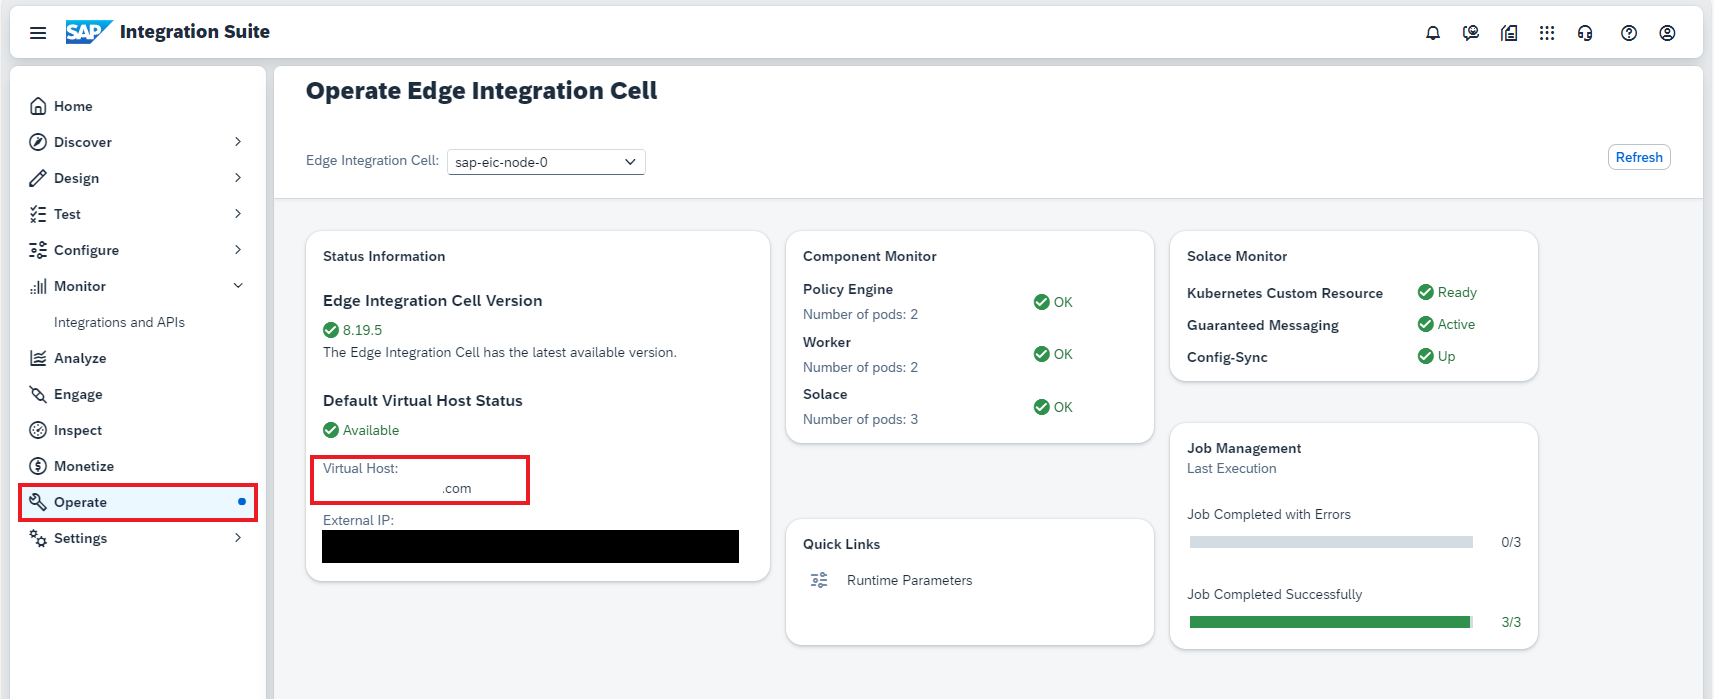 SAP Integration Suite
Home
Discover
Design
Test
Configure
Monitor
Integrations and APIs
Analyze
Engage
Inspect
Monetize
Operate
Settings
Operate Edge Integration Cell
Edge Integration Cell: sap-eic-node-0
Refresh
Status Information
Edge Integration Cell Version
8.19.5
The Edge Integration Cell has the latest available version.
Default Virtual Host Status
Available
Virtual Host:
.com
External IP:
Component Monitor
Policy Engine
Number of pods: 2
OK
Worker
Number of pods: 2
OK
Solace
Number of pods: 3
OK
Quick Links
Runtime Parameters
Solace Monitor
Kubernetes Custom Resource Ready
Guaranteed Messaging Active
Config-Sync Up
Job Management
Last Execution
Job Completed with Errors
0/3
Job Completed Successfully
3/3